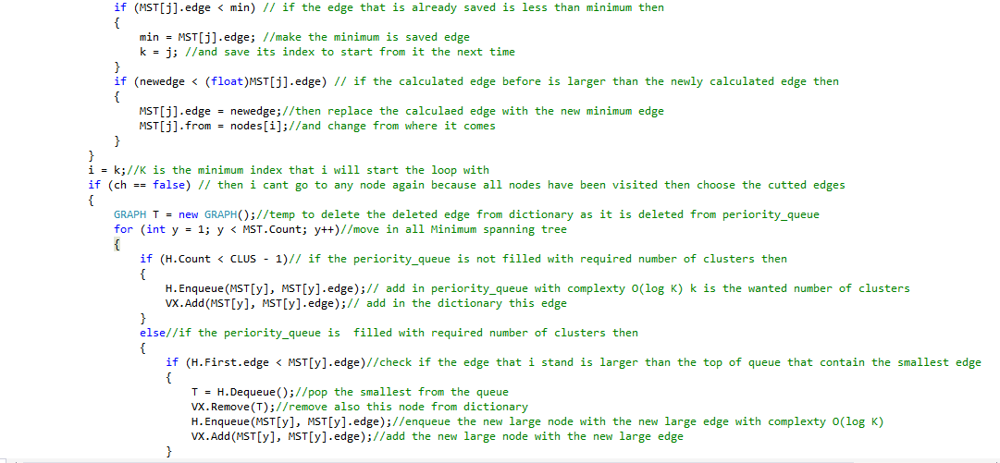 if (MST[j].edge < min) // if the edge that is already saved is less than minimum then
{
min = MST[j].edge; //make the minimum is saved edge
k = j; //and save its index to start from it the next time
}
if (newedge < (float)MST[j].edge) // if the calculated edge before is larger than the newly calculated edge then
{
MST[j].edge = newedge;//then replace the calculaed edge with the new minimum edge
MST[j].from = nodes[i];//and change from where it comes
}
}
i = k;//K is the minimum index that i will start the loop with
if (ch == false) // then i cant go to any node again because all nodes have been visited then choose the cutted edges
{
GRAPH T = new GRAPH();//temp to delete the deleted edge from dictionary as it is deleted from periority_queue
for (int y = 1; y < MST.Count; y++)//move in all Minimum spanning tree
{
if (H.Count < CLUS - 1)// if the periority_queue is not filled with required number of clusters then
{
H.Enqueue(MST[y], MST[y].edge);// add in periority_queue with complexty O(log K) k is the wanted number of clusters
VX.Add(MST[y], MST[y].edge);// add in the dictionary this edge
}
else//if the periority_queue is  filled with required number of clusters then
{
if (H.First.edge < MST[y].edge)//check if the edge that i stand is larger than the top of queue that contain the smallest edge
{
T = H.Dequeue();//pop the smallest from the queue
VX.Remove(T);//remove also this node from dictionary
H.Enqueue(MST[y], MST[y].edge);//enqueue the new large node with the new large edge with complexty O(log K)
VX.Add(MST[y], MST[y].edge);//add the new large node with the new large edge
}